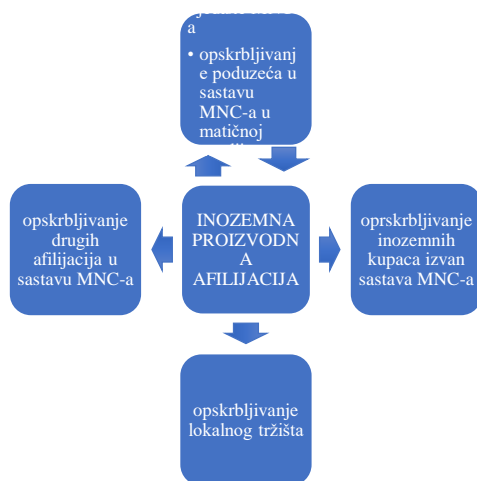 a
• opskrbljivanj
e poduzeća u
sastavu
MNC-a u
matičnoj
opskrbljivanje
drugih
afilijacija u
sastavu MNC-a
INOZEMNA
PROIZVODN
A
AFILIJACIJA
oprskrbljivanje
inozemnih
kupaca izvan
sastava MNC-a
opskrbljivanje
lokalnog tržišta